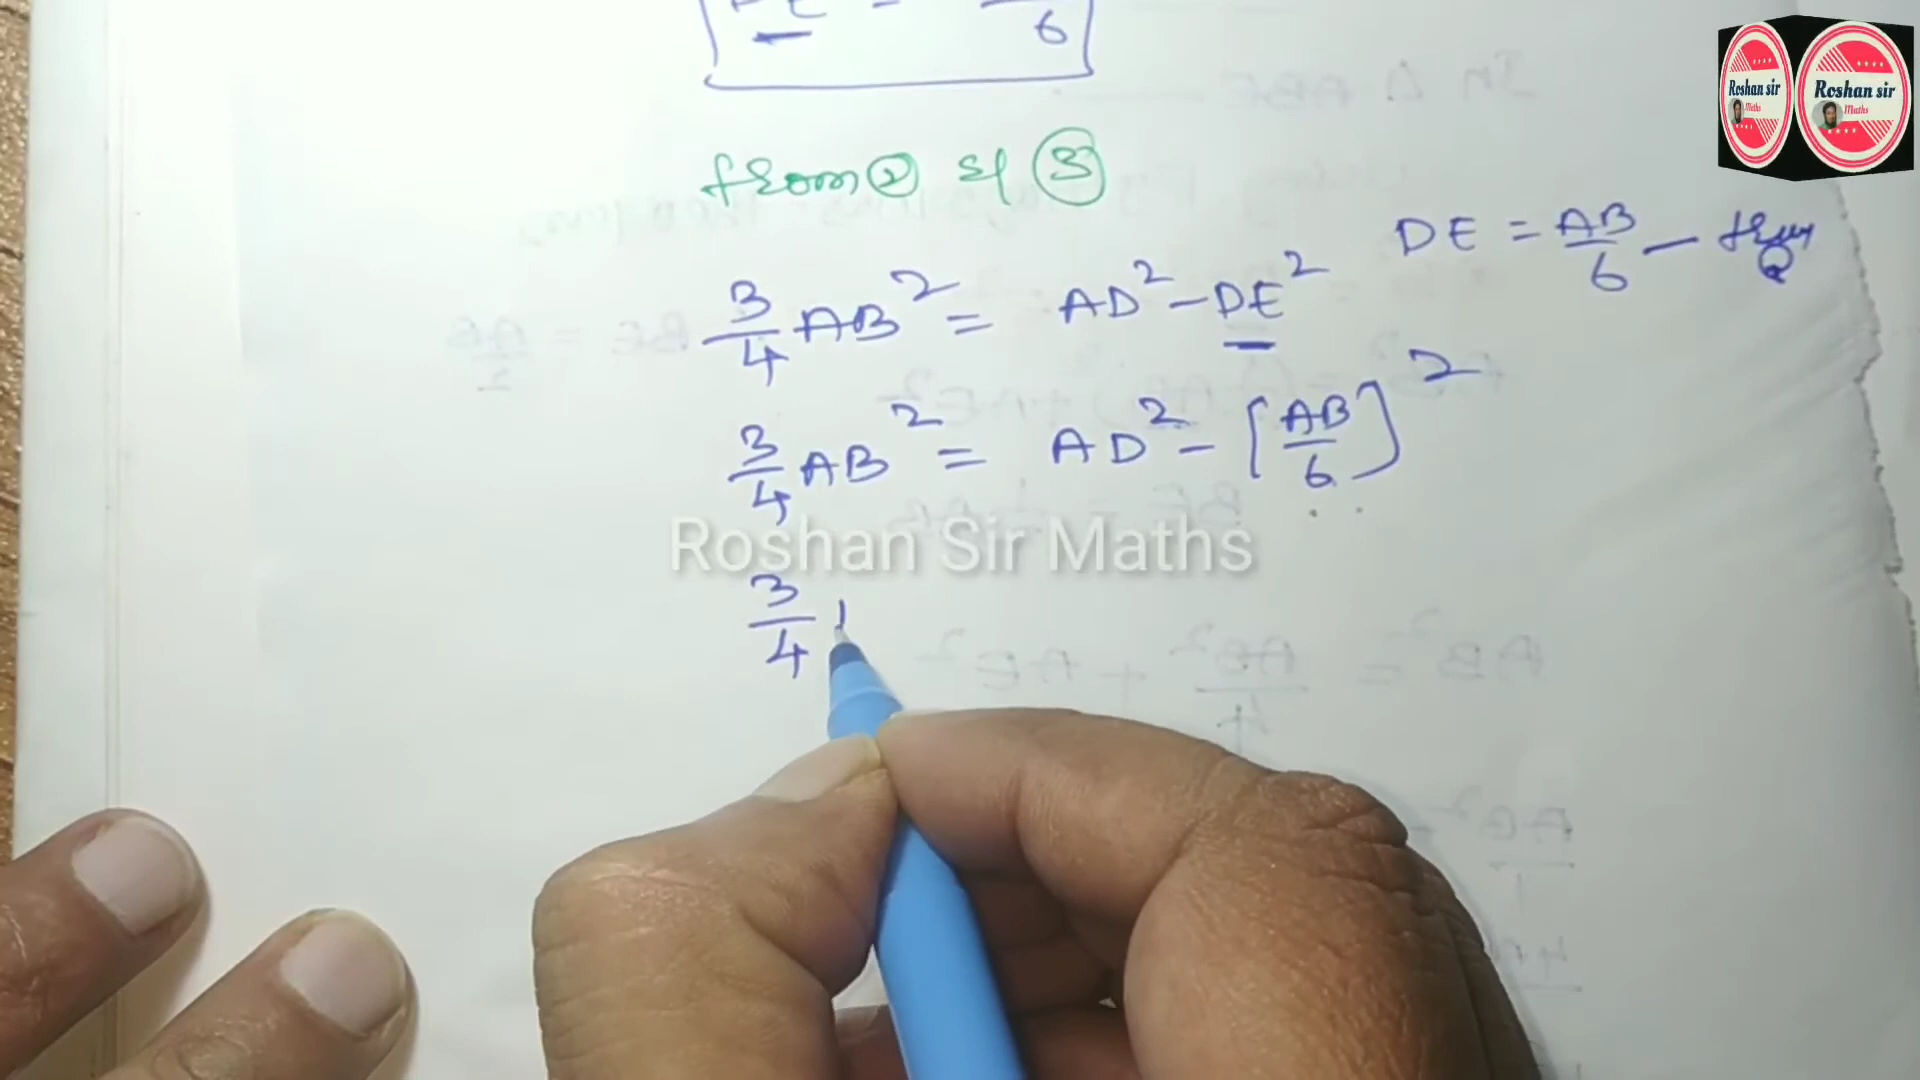 DE = 6
from ② & ③
DE = AB/6 — from
3/4 AB² = AD² - DE²
3/4 AB² = AD² - [AB/6]²
3/4
Roshan Sir Maths
Roshan sir
Maths
Roshan sir
Maths